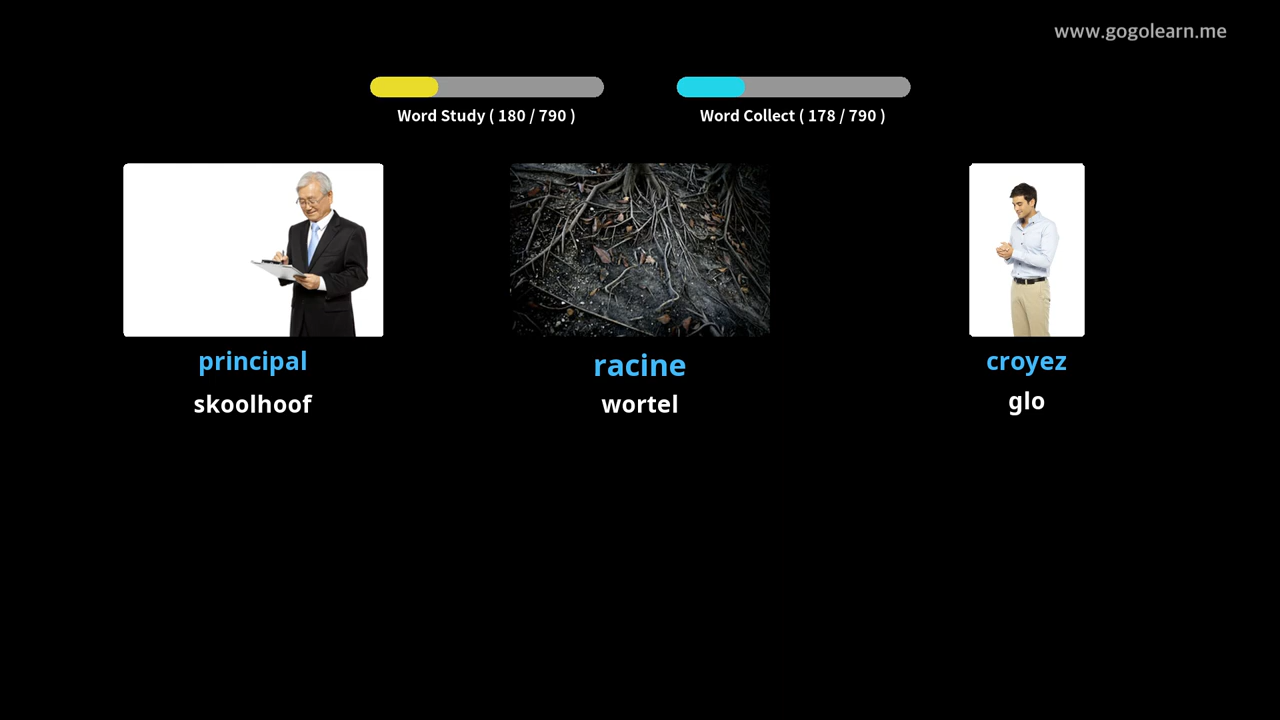 www.gogolearn.me
Word Study ( 180 / 790 )
Word Collect ( 178 / 790 )
principal
racine
croyez
skoolhoof
wortel
glo